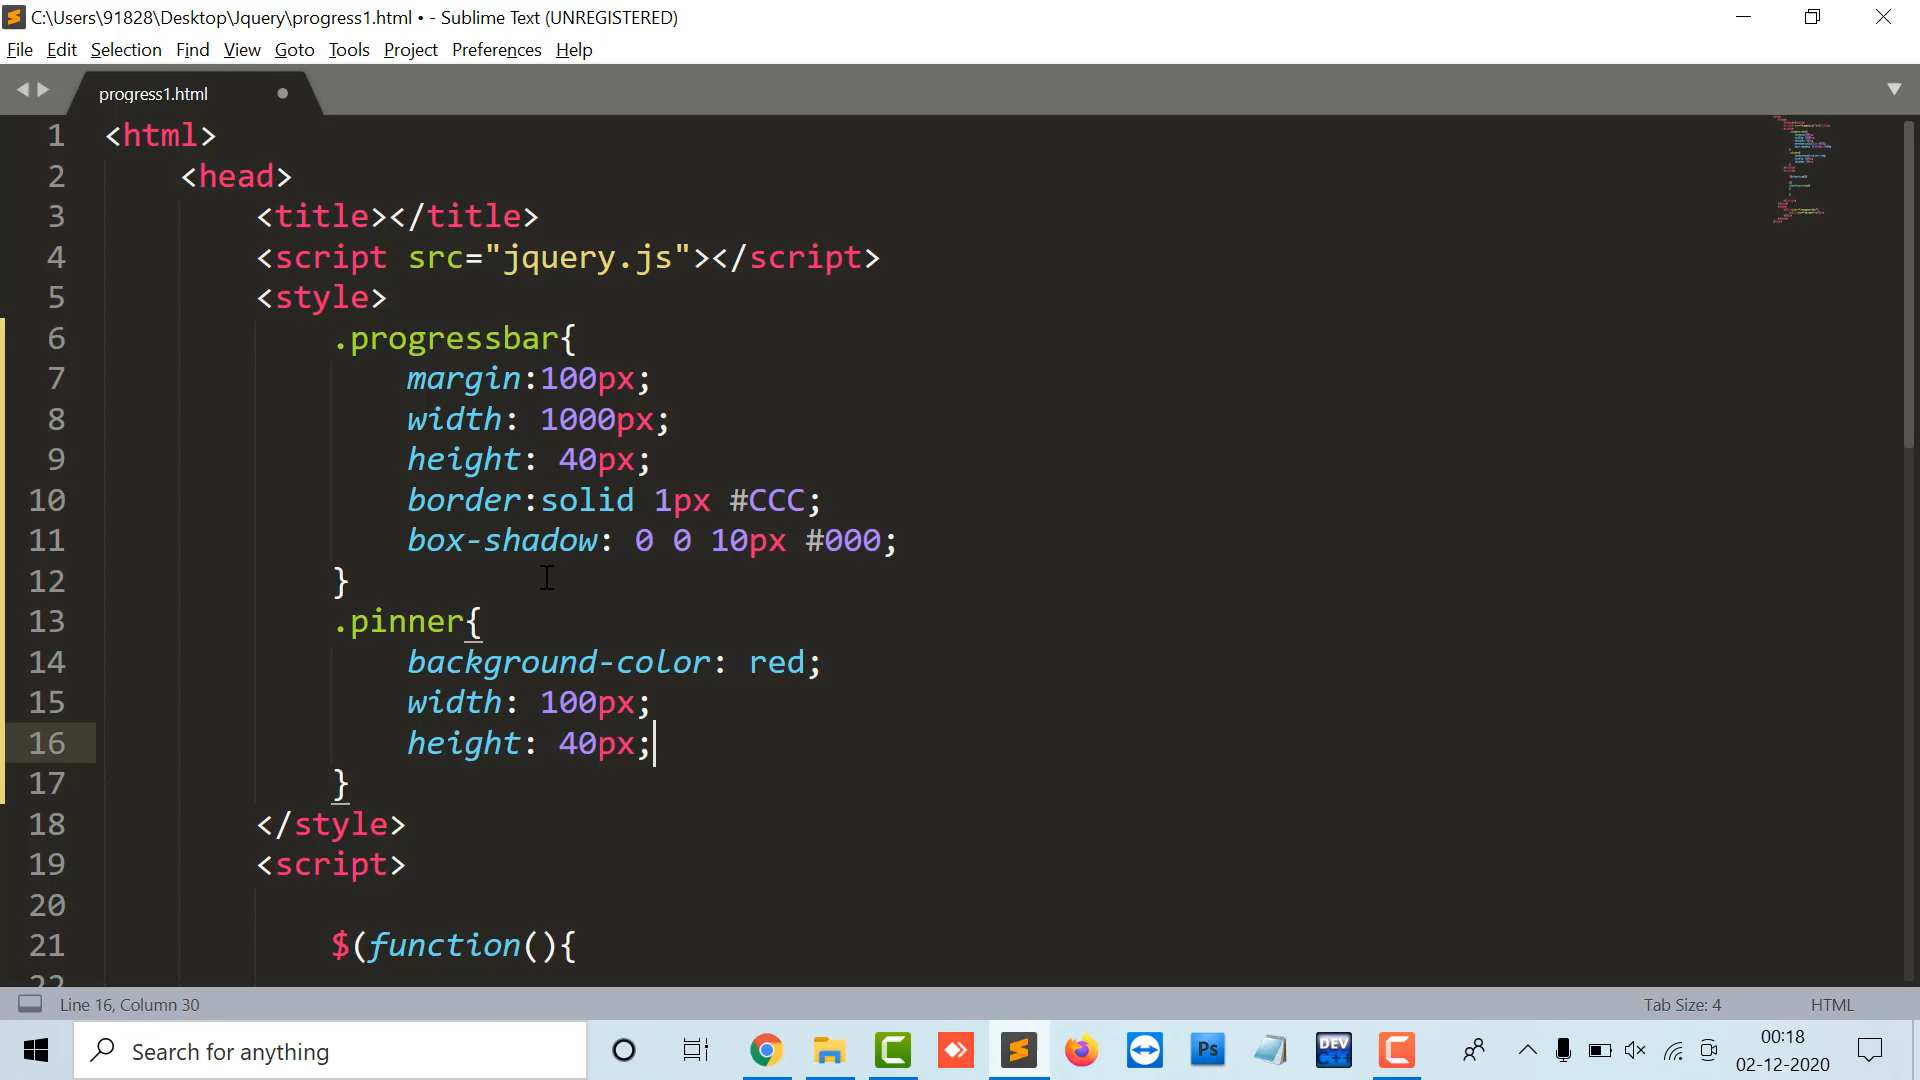 C:\Users\91828\Desktop\Jquery\progress1.html • - Sublime Text (UNREGISTERED)
File Edit Selection Find View Goto Tools Project Preferences Help
progress1.html
1 <html>
2 <head>
3 <title></title>
4 <script src="jquery.js"></script>
5 <style>
6 .progressbar{
7 margin:100px;
8 width: 1000px;
9 height: 40px;
10 border:solid 1px #CCC;
11 box-shadow: 0 0 10px #000;
12 }
13 .pinner{
14 background-color: red;
15 width: 100px;
16 height: 40px;
17 }
18 </style>
19 <script>
20
21 $(function(){
22
Line 16, Column 30 Tab Size: 4 HTML
Search for anything
Ps
DEV C++
00:18
02-12-2020